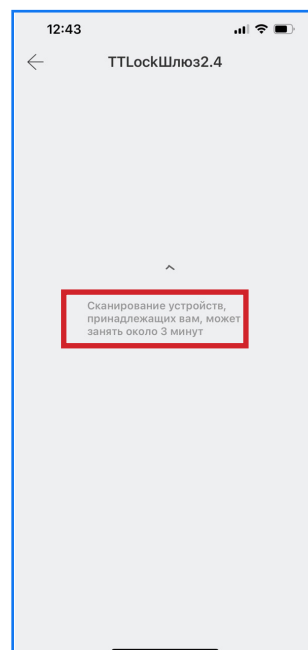 12:43
TTLockШлюз2.4
Сканирование устройств,
принадлежащих вам, может
занять около 3 минут